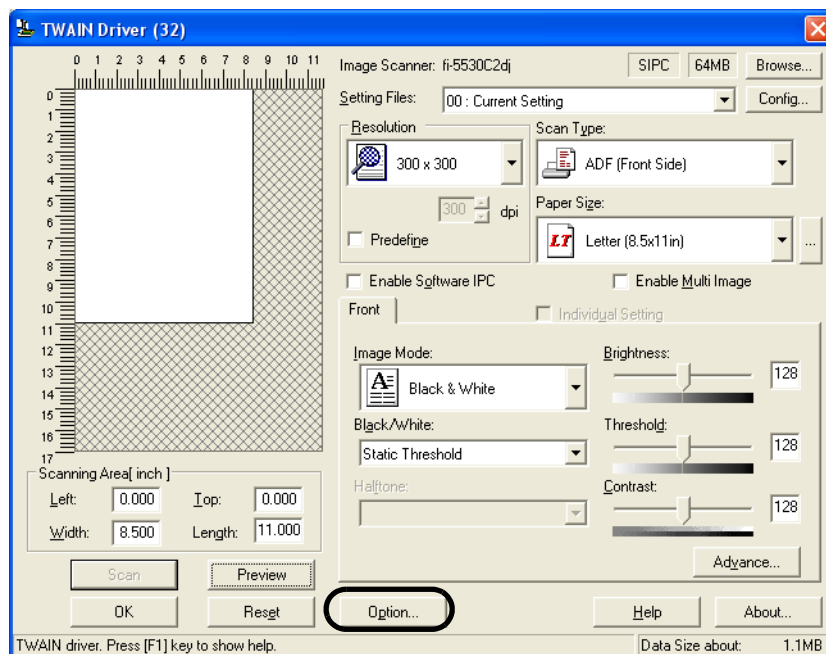 TWAIN Driver (32)
0 1 2 3 4 5 6 7 8 9 10 11
0
1
2
3
4
5
6
7
8
9
10
11
12
13
14
15
16
17
Image Scanner: fi-5530C2dj SIPC 64MB Browse...
Setting Files: 00 : Current Setting Config...
Resolution
300 x 300
300 dpi
Predefine
Scan Type:
ADF (Front Side)
Paper Size:
LT Letter (8.5x11in) ...
Enable Software IPC Enable Multi Image
Front Individual Setting
Image Mode:
A Black & White
Black/White:
Static Threshold
Halftone:
Brightness:
128
Threshold:
128
Contrast:
128
Advance...
Scanning Area[ inch ]
Left: 0.000 Top: 0.000
Width: 8.500 Length: 11.000
Scan Preview
OK Reset Option... Help About...
TWAIN driver. Press [F1] key to show help. Data Size about: 1.1MB